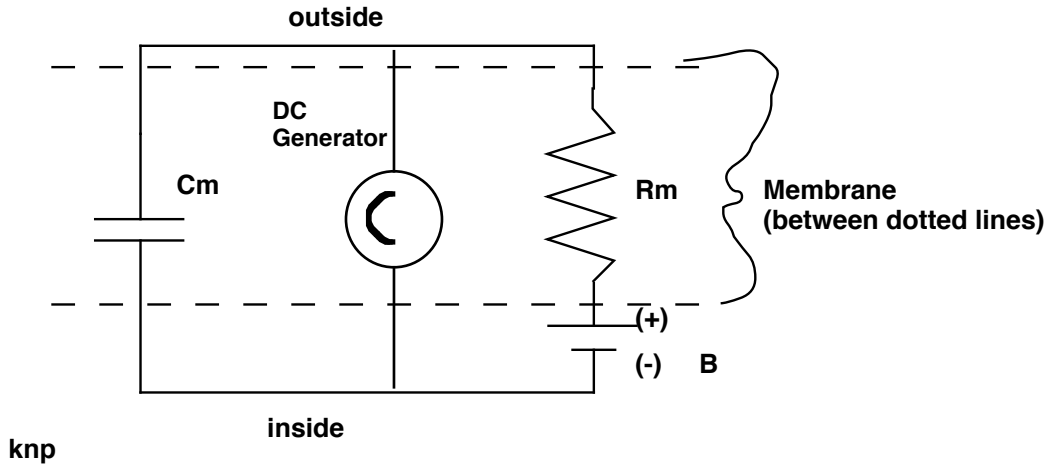 outside
DC
Generator
Cm
Rm
Membrane
(between dotted lines)
(+)
(-) B
inside
knp